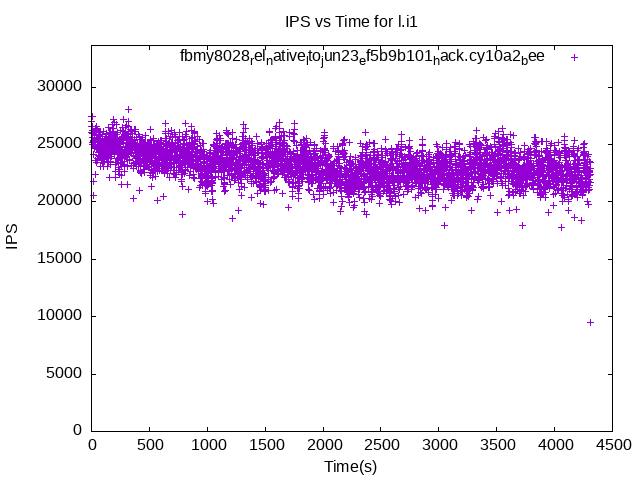 IPS vs Time for l.i1
fbmy8028relnativeltojun23ef5b9b101hack.cy10a2bee
30000
25000
20000
15000
10000
5000
0
IPS
0 500 1000 1500 2000 2500 3000 3500 4000 4500
Time(s)